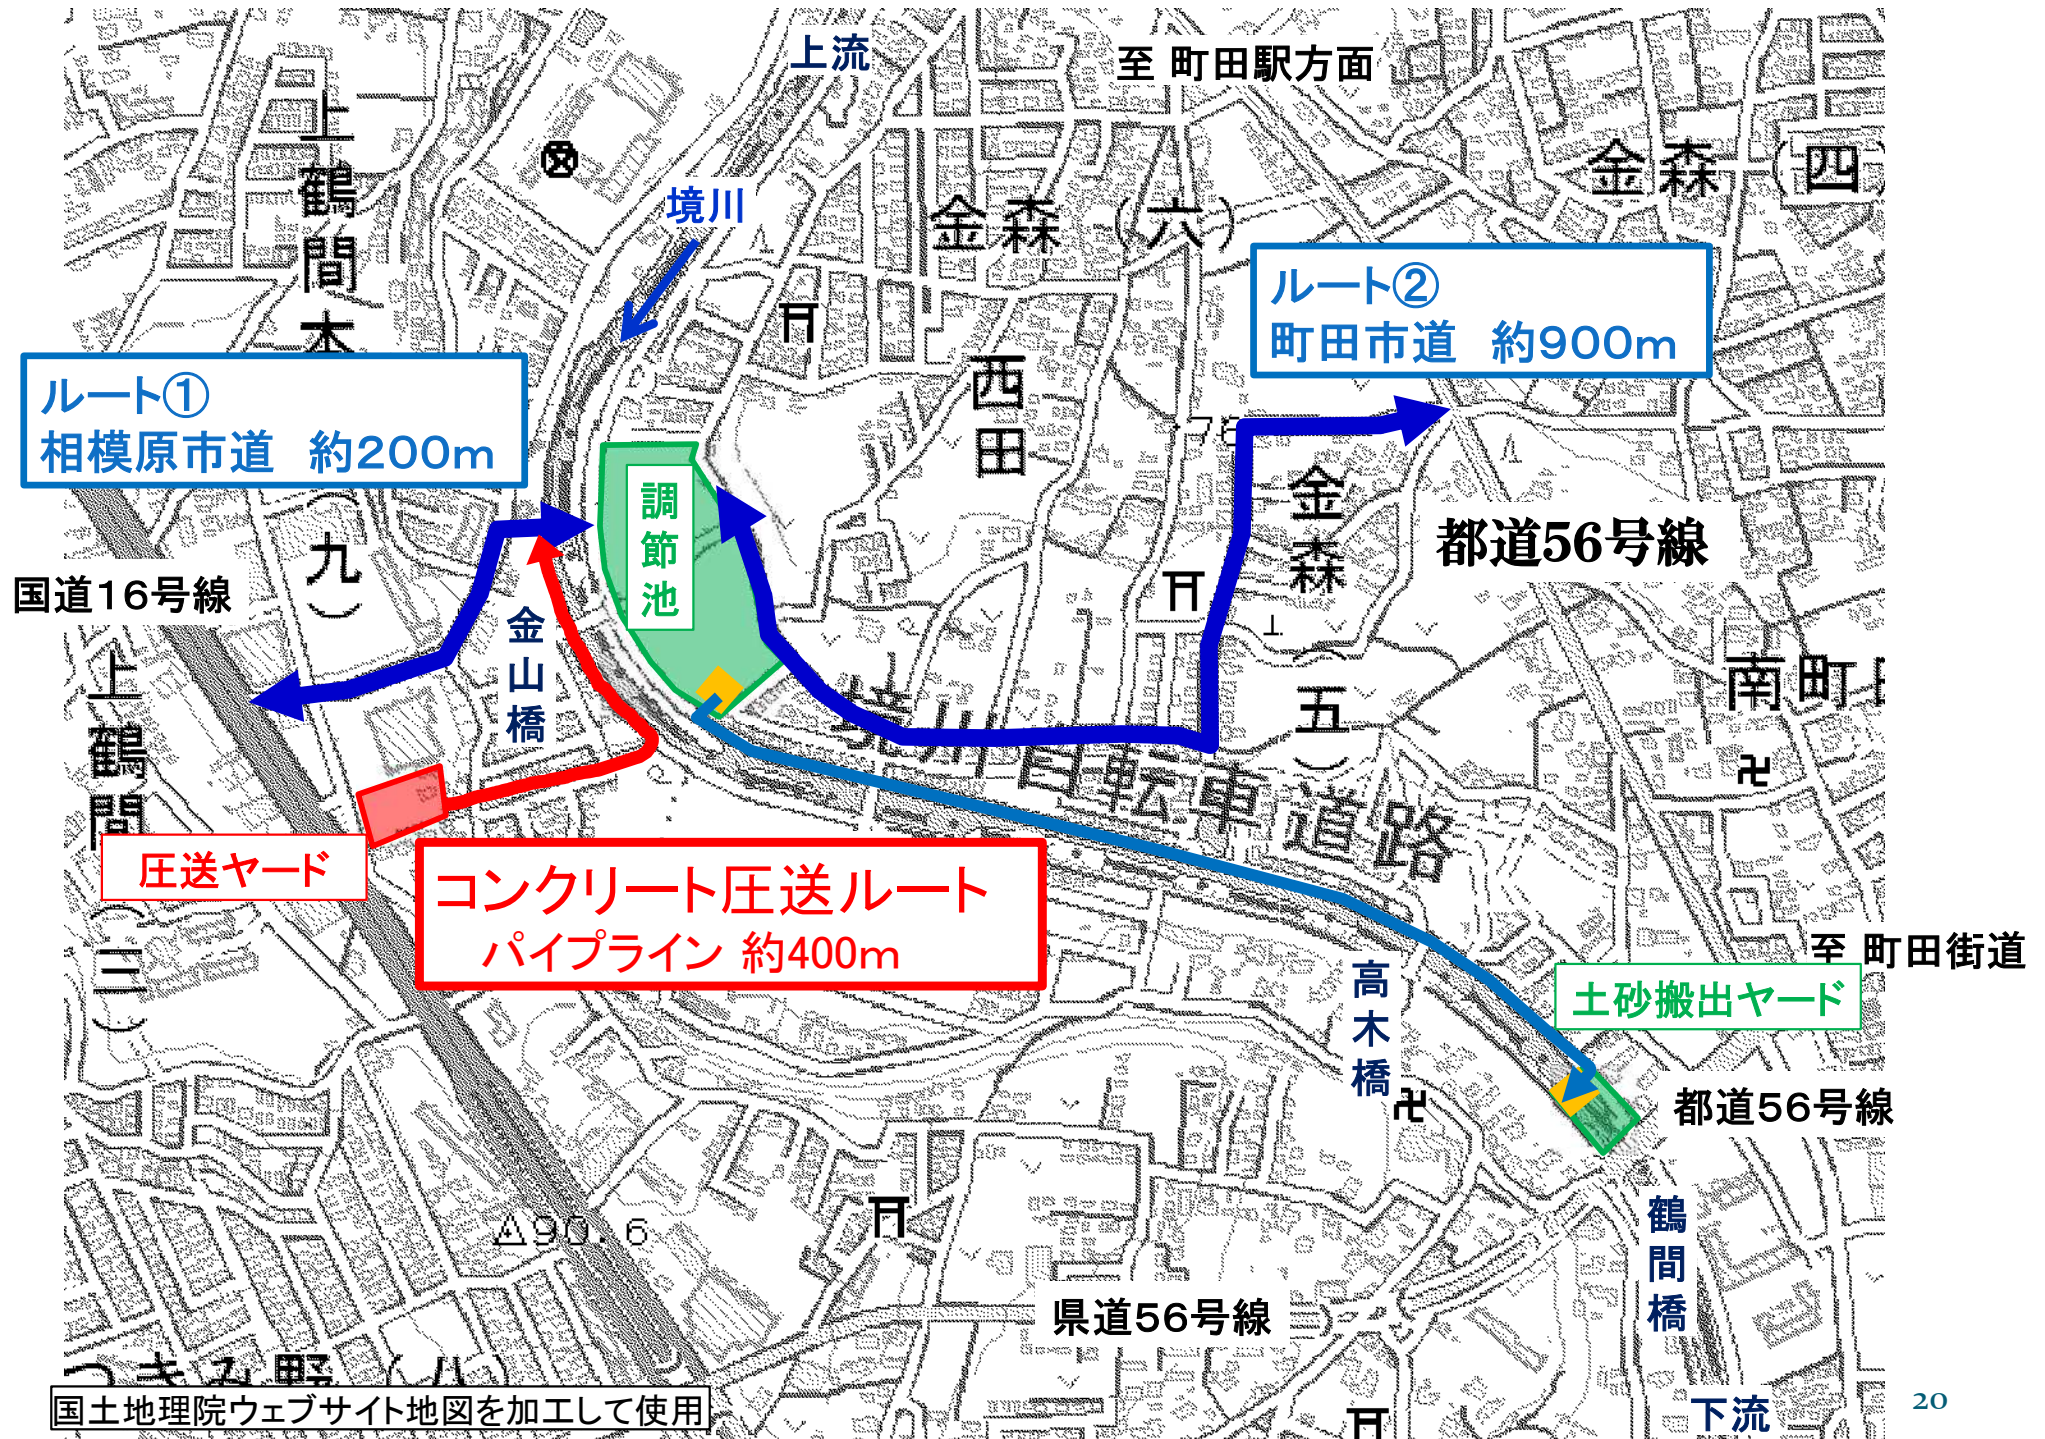 上流
至 町田駅方面
上鶴間本
金森(四)
境川
金森(六)
ルート②
町田市道 約900m
西田
ルート①
相模原市道 約200m
78
調節池
金森
都道56号線
(九)
国道16号線
金山橋
上鶴間
(五)
南町田
境川自転車道路
圧送ヤード
コンクリート圧送ルート
パイプライン 約400m
(三)
至 町田街道
高木橋
土砂搬出ヤード
都道56号線
90.6
鶴間橋
県道56号線
つきみ野(八)
国土地理院ウェブサイト地図を加工して使用
下流
20